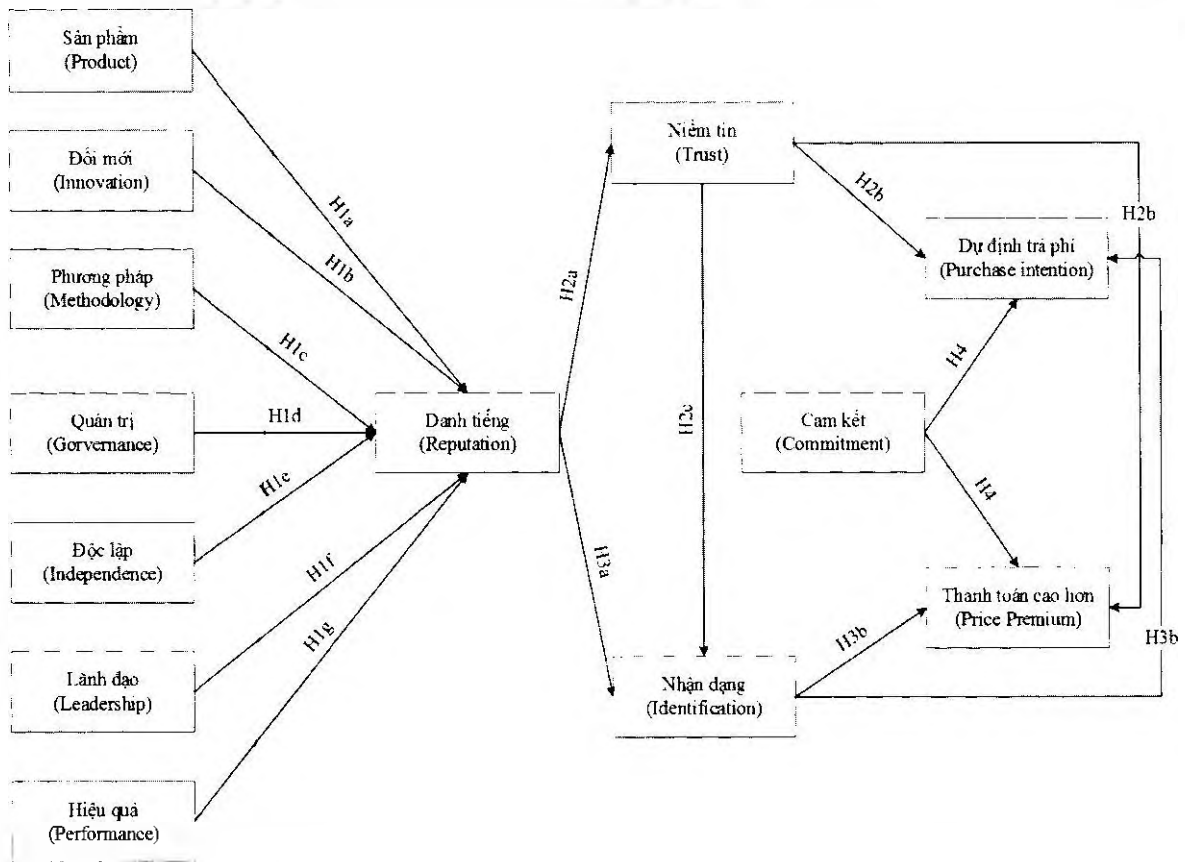 Sản phẩm
(Product)
Đổi mới
(Innovation)
Phương pháp
(Methodology)
Quản trị
(Gorvernance)
Độc lập
(Independence)
Lãnh đạo
(Leadership)
Hiệu quả
(Performance)
H1a
H1b
H1c
H1d
H1e
H1f
H1g
Danh tiếng
(Reputation)
H2a
H3a
Niềm tin
(Trust)
H2c
Nhận dạng
(Identification)
H2b
H2b
Dự định trả phí
(Purchase intention)
H4
Cam kết
(Commitment)
H4
Thanh toán cao hơn
(Price Premium)
H3b
H3b